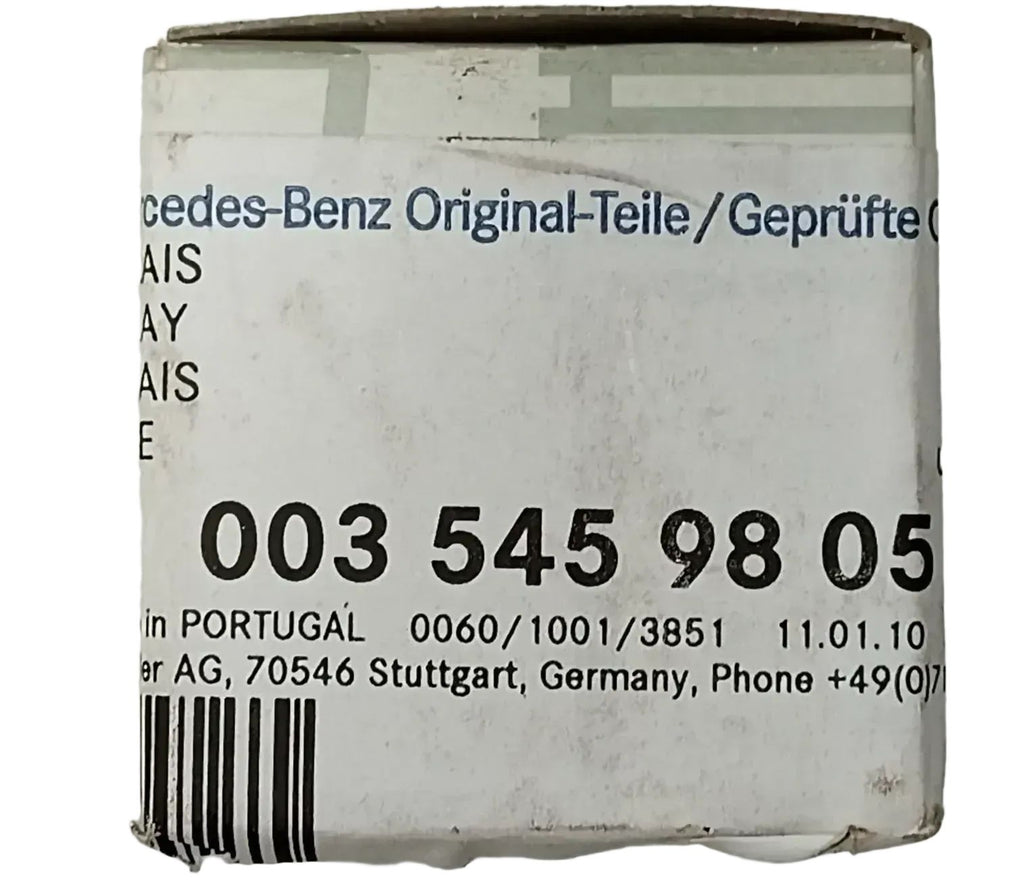 cedes-Benz Original-Teile/Geprüfte
AIS
AY
AIS
E
003 545 98 05
in PORTUGAL 0060/1001/3851 11.01.10
er AG, 70546 Stuttgart, Germany, Phone +49(0)7